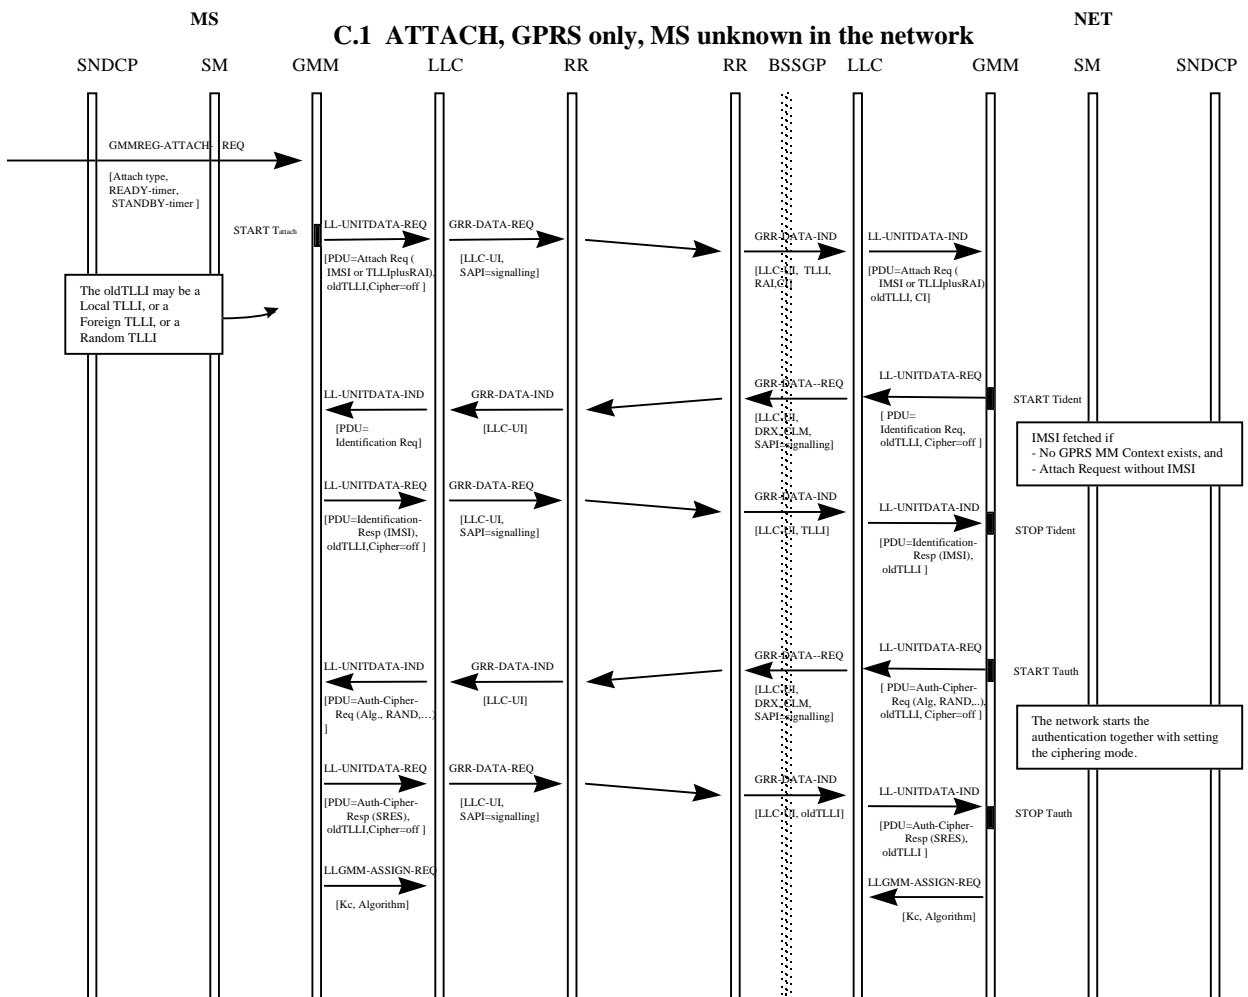 MS
NET
C.1 ATTACH, GPRS only, MS unknown in the network
SNDCP SM GMM LLC RR RR BSSGP LLC GMM SM SNDCP
GMMREG-ATTACH- REQ
[Attach type,
READY-timer,
STANDBY-timer ]
START Tattach
LL-UNITDATA-REQ
[PDU=Attach Req (
IMSI or TLLIplusRAI),
oldTLLI,Cipher=off ]
GRR-DATA-REQ
[LLC-UI,
SAPI=signalling]
GRR-DATA-IND
[LLC-UI, TLLI,
RAI,CI]
LL-UNITDATA-IND
[PDU=Attach Req (
IMSI or TLLIplusRAI)
oldTLLI, CI]
The oldTLLI may be a
Local TLLI, or a
Foreign TLLI, or a
Random TLLI
LL-UNITDATA-IND
[PDU=
Identification Req]
GRR-DATA-IND
[LLC-UI]
GRR-DATA--REQ
[LLC-UI,
DRX, CLM,
SAPI=signalling]
LL-UNITDATA-REQ
[ PDU=
Identification Req,
oldTLLI, Cipher=off ]
START Tident
IMSI fetched if
- No GPRS MM Context exists, and
- Attach Request without IMSI
LL-UNITDATA-REQ
[PDU=Identification-
Resp (IMSI),
oldTLLI,Cipher=off ]
GRR-DATA-REQ
[LLC-UI,
SAPI=signalling]
GRR-DATA-IND
[LLC-UI, TLLI]
LL-UNITDATA-IND
[PDU=Identification-
Resp (IMSI),
oldTLLI ]
STOP Tident
LL-UNITDATA-IND
[PDU=Auth-Cipher-
Req (Alg., RAND,…)
]
GRR-DATA-IND
[LLC-UI]
GRR-DATA--REQ
[LLC-UI,
DRX, CLM,
SAPI=signalling]
LL-UNITDATA-REQ
[ PDU=Auth-Cipher-
Req (Alg, RAND,..),
oldTLLI, Cipher=off ]
START Tauth
The network starts the
authentication together with setting
the ciphering mode.
LL-UNITDATA-REQ
[PDU=Auth-Cipher-
Resp (SRES),
oldTLLI,Cipher=off ]
GRR-DATA-REQ
[LLC-UI,
SAPI=signalling]
GRR-DATA-IND
[LLC-UI, oldTLLI]
LL-UNITDATA-IND
[PDU=Auth-Cipher-
Resp (SRES),
oldTLLI ]
STOP Tauth
LLGMM-ASSIGN-REQ
[Kc, Algorithm]
LLGMM-ASSIGN-REQ
[Kc, Algorithm]